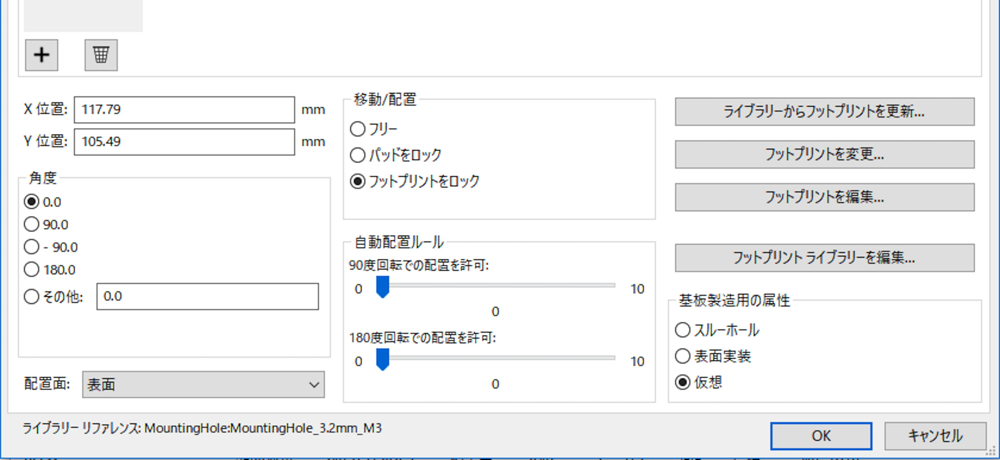 X 位置: 117.79 mm
Y 位置: 105.49 mm
角度
0.0
90.0
- 90.0
180.0
その他: 0.0
配置面: 表面
移動/配置
フリー
パッドをロック
フットプリントをロック
自動配置ルール
90度回転での配置を許可:
0 10
0
180度回転での配置を許可:
0 10
0
ライブラリーからフットプリントを更新...
フットプリントを変更...
フットプリントを編集...
フットプリント ライブラリーを編集...
基板製造用の属性
スルーホール
表面実装
仮想
ライブラリー リファレンス: MountingHole:MountingHole_3.2mm_M3
OK キャンセル